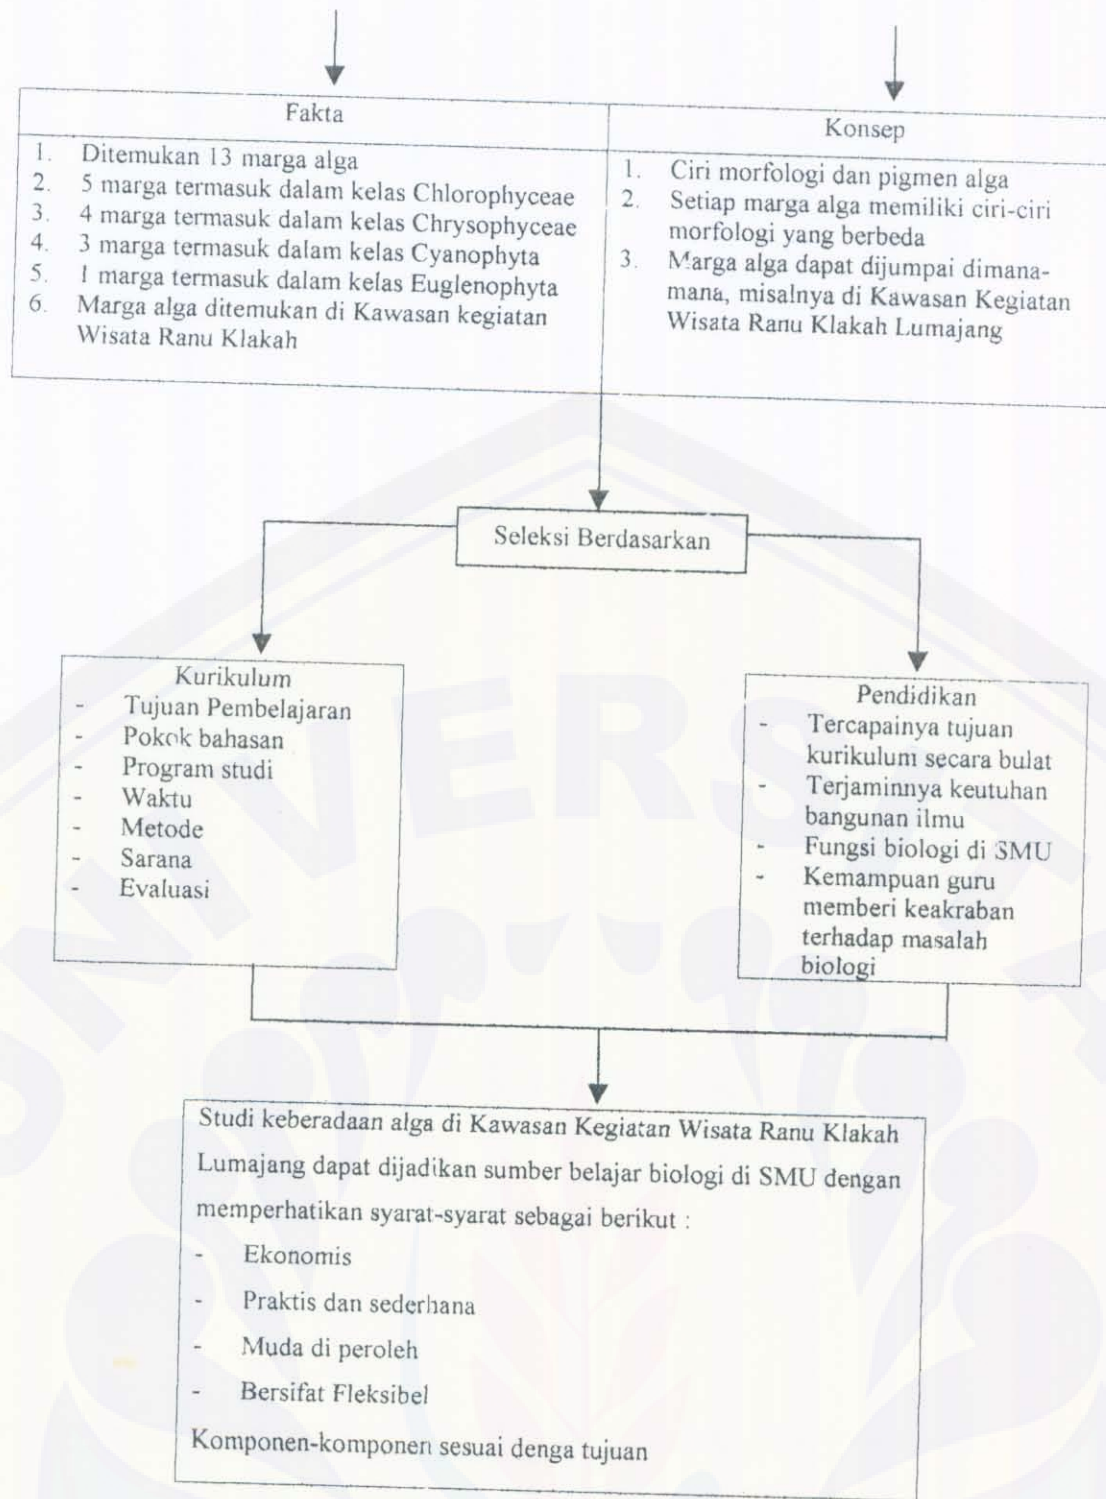 Fakta
1. Ditemukan 13 marga alga
2. 5 marga termasuk dalam kelas Chlorophyceae
3. 4 marga termasuk dalam kelas Chrysophyceae
4. 3 marga termasuk dalam kelas Cyanophyta
5. 1 marga termasuk dalam kelas Euglenophyta
6. Marga alga ditemukan di Kawasan kegiatan
Wisata Ranu Klakah
Konsep
1. Ciri morfologi dan pigmen alga
2. Setiap marga alga memiliki ciri-ciri
morfologi yang berbeda
3. Marga alga dapat dijumpai dimana-
mana, misalnya di Kawasan Kegiatan
Wisata Ranu Klakah Lumajang
Seleksi Berdasarkan
Kurikulum
- Tujuan Pembelajaran
- Pokok bahasan
- Program studi
- Waktu
- Metode
- Sarana
- Evaluasi
Pendidikan
- Tercapainya tujuan
kurikulum secara bulat
- Terjaminnya keutuhan
bangunan ilmu
- Fungsi biologi di SMU
- Kemampuan guru
memberi keakraban
terhadap masalah
biologi
Studi keberadaan alga di Kawasan Kegiatan Wisata Ranu Klakah
Lumajang dapat dijadikan sumber belajar biologi di SMU dengan
memperhatikan syarat-syarat sebagai berikut :
- Ekonomis
- Praktis dan sederhana
- Muda di peroleh
- Bersifat Fleksibel
Komponen-komponen sesuai denga tujuan